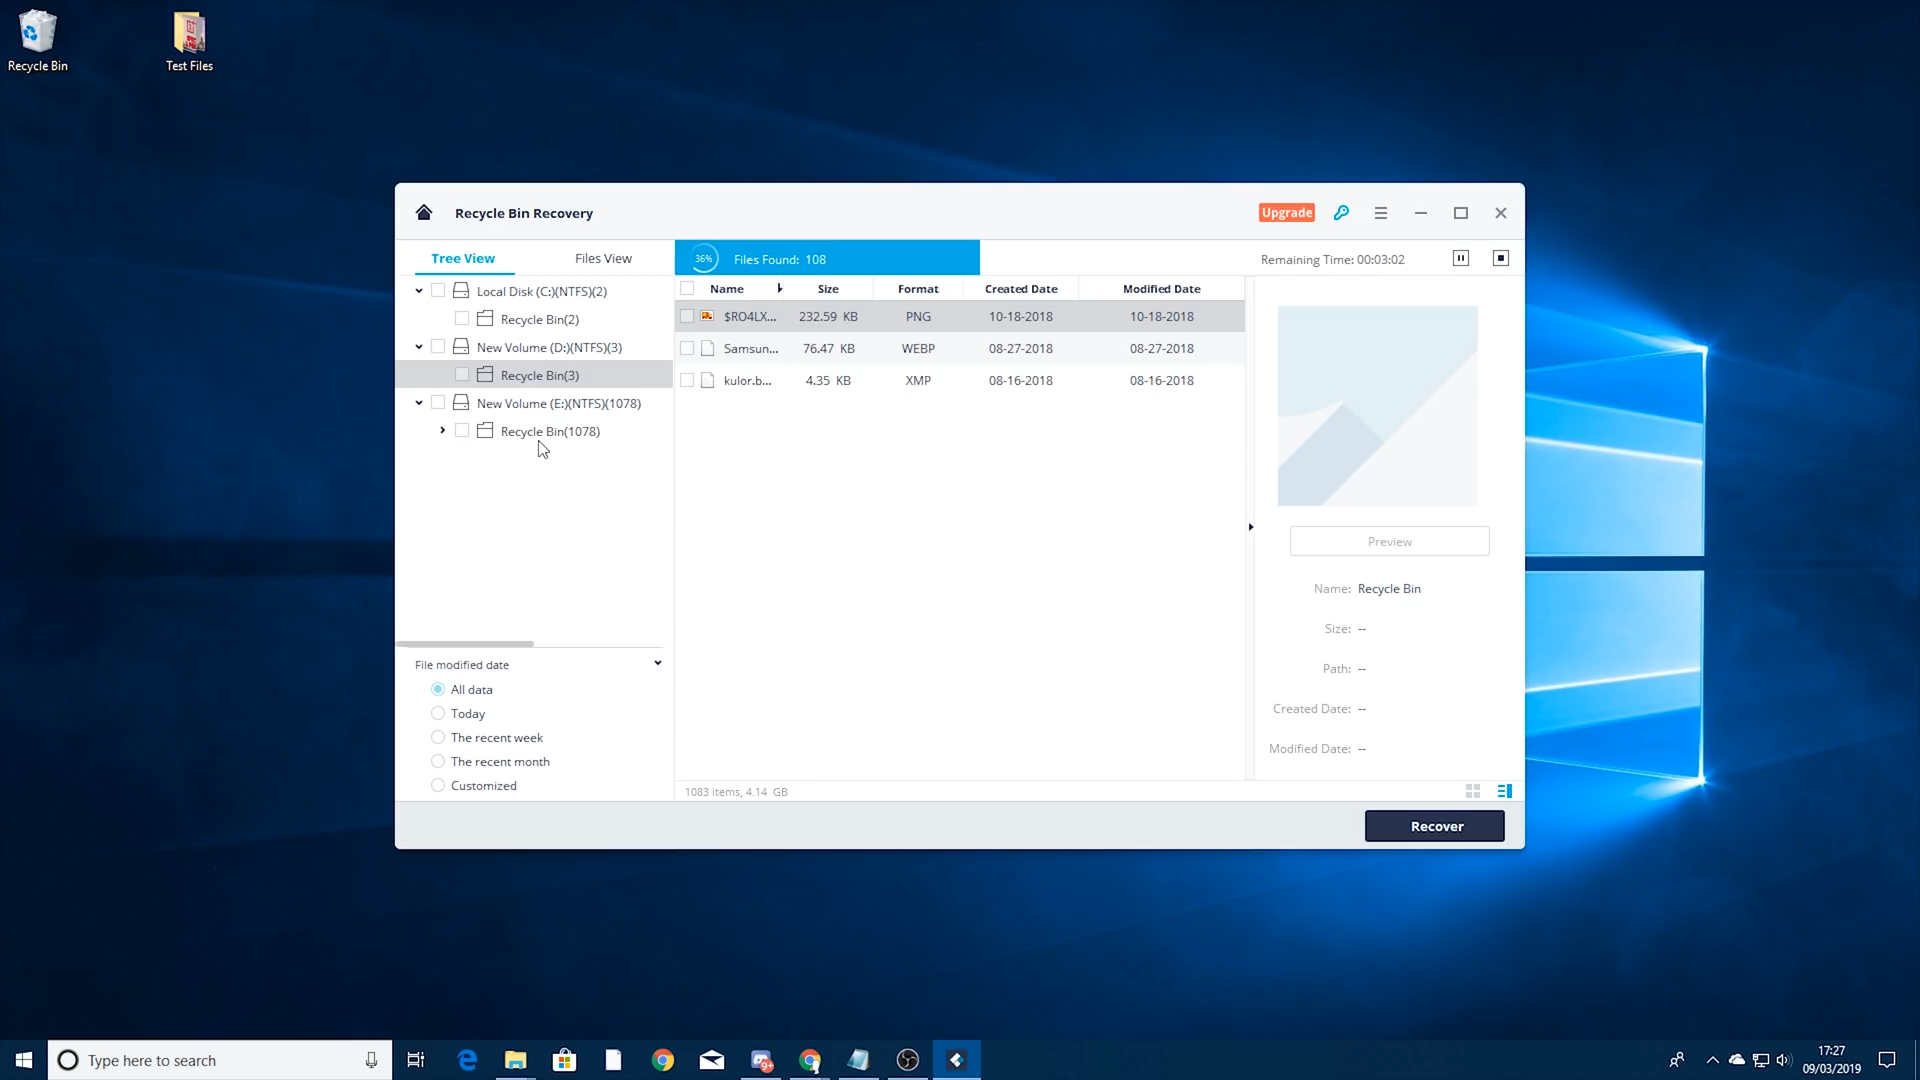 Recycle Bin
Test Files
Recycle Bin Recovery
Upgrade
Tree View
Files View
36%
Files Found: 108
Remaining Time: 00:03:02
Local Disk (C:)(NTFS)(2)
Recycle Bin(2)
New Volume (D:)(NTFS)(3)
Recycle Bin(3)
New Volume (E:)(NTFS)(1078)
Recycle Bin(1078)
Name Size Format Created Date Modified Date
$RO4LX... 232.59 KB PNG 10-18-2018 10-18-2018
Samsun... 76.47 KB WEBP 08-27-2018 08-27-2018
kulor.b... 4.35 KB XMP 08-16-2018 08-16-2018
Preview
Name: Recycle Bin
Size: --
Path: --
Created Date: --
Modified Date: --
File modified date
All data
Today
The recent week
The recent month
Customized
1083 items, 4.14 GB
Recover
Type here to search
17:27
09/03/2019